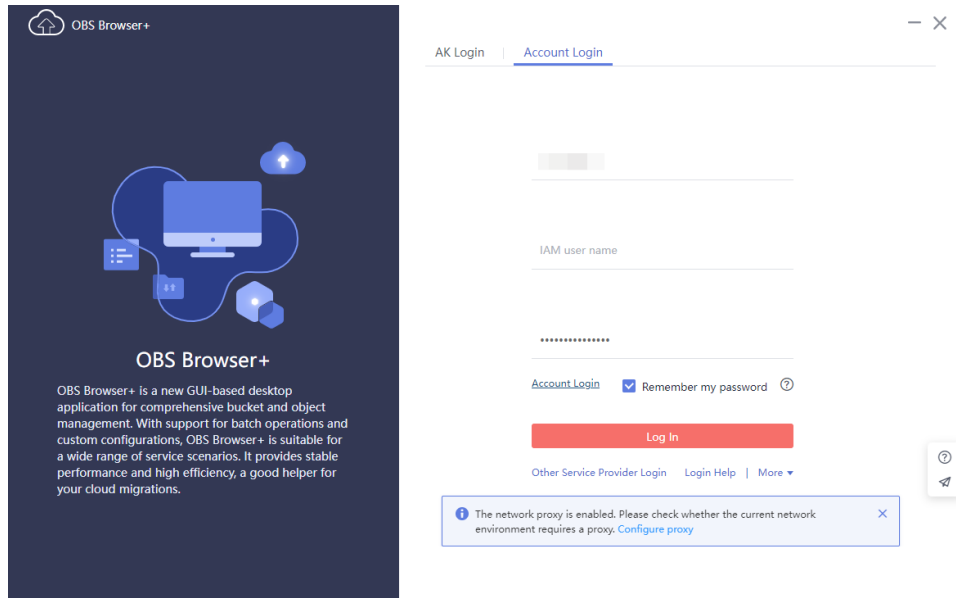 OBS Browser+
AK Login | Account Login
IAM user name
Account Login
Remember my password
Log In
Other Service Provider Login Login Help | More
The network proxy is enabled. Please check whether the current network
environment requires a proxy. Configure proxy
OBS Browser+
OBS Browser+ is a new GUI-based desktop
application for comprehensive bucket and object
management. With support for batch operations and
custom configurations, OBS Browser+ is suitable for
a wide range of service scenarios. It provides stable
performance and high efficiency, a good helper for
your cloud migrations.